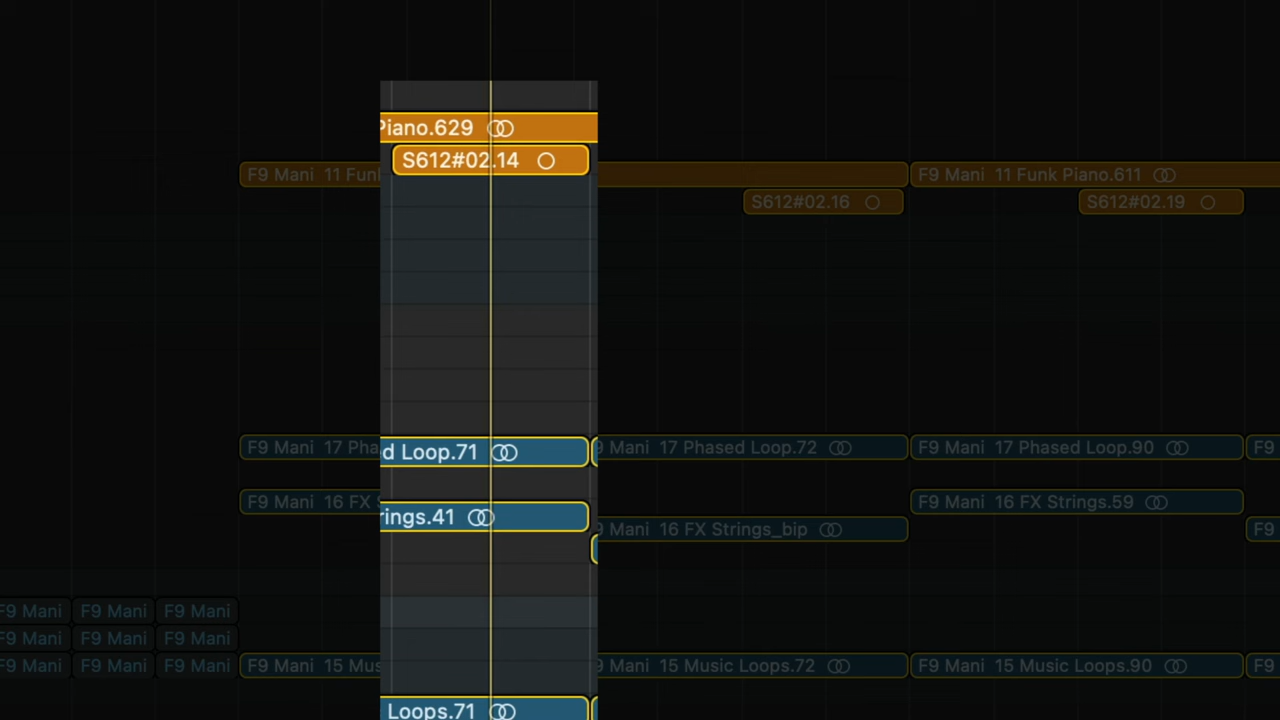 Piano.629
S612#02.14
F9 Mani 11 Fun
F9 Mani 11 Funk Piano.611
S612#02.16
S612#02.19
F9 Mani 17 Pha
d Loop.71
9 Mani 17 Phased Loop.72
F9 Mani 17 Phased Loop.90
F9
F9 Mani 16 FX S
rings.41
F9 Mani 16 FX Strings.59
9 Mani 16 FX Strings_bip
F9
F9 Mani
F9 Mani
F9 Mani
F9 Mani
F9 Mani
F9 Mani
F9 Mani
F9 Mani
F9 Mani
F9 Mani 15 Mus
9 Mani 15 Music Loops.72
F9 Mani 15 Music Loops.90
F9
Loops.71